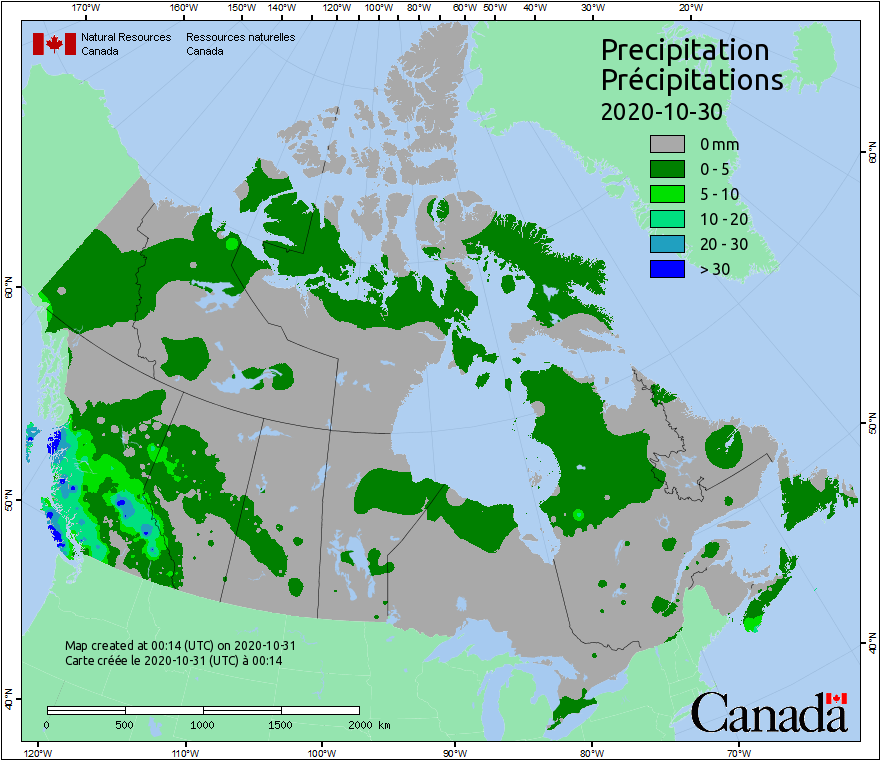 170°W 160°W 150°W 140°W 120°W 100°W 80°W 60°W 50°W 40°W 30°W 20°W
Natural Resources Ressources naturelles
Canada Canada
Precipitation
Précipitations
2020-10-30
0 mm
0 - 5
5 - 10
10 - 20
20 - 30
> 30
60°N
60°N
50°N
50°N
40°N
40°N
Map created at 00:14 (UTC) on 2020-10-31
Carte créée le 2020-10-31 (UTC) à 00:14
0 500 1000 1500 2000 km
Canada
120°W 110°W 100°W 90°W 80°W 70°W